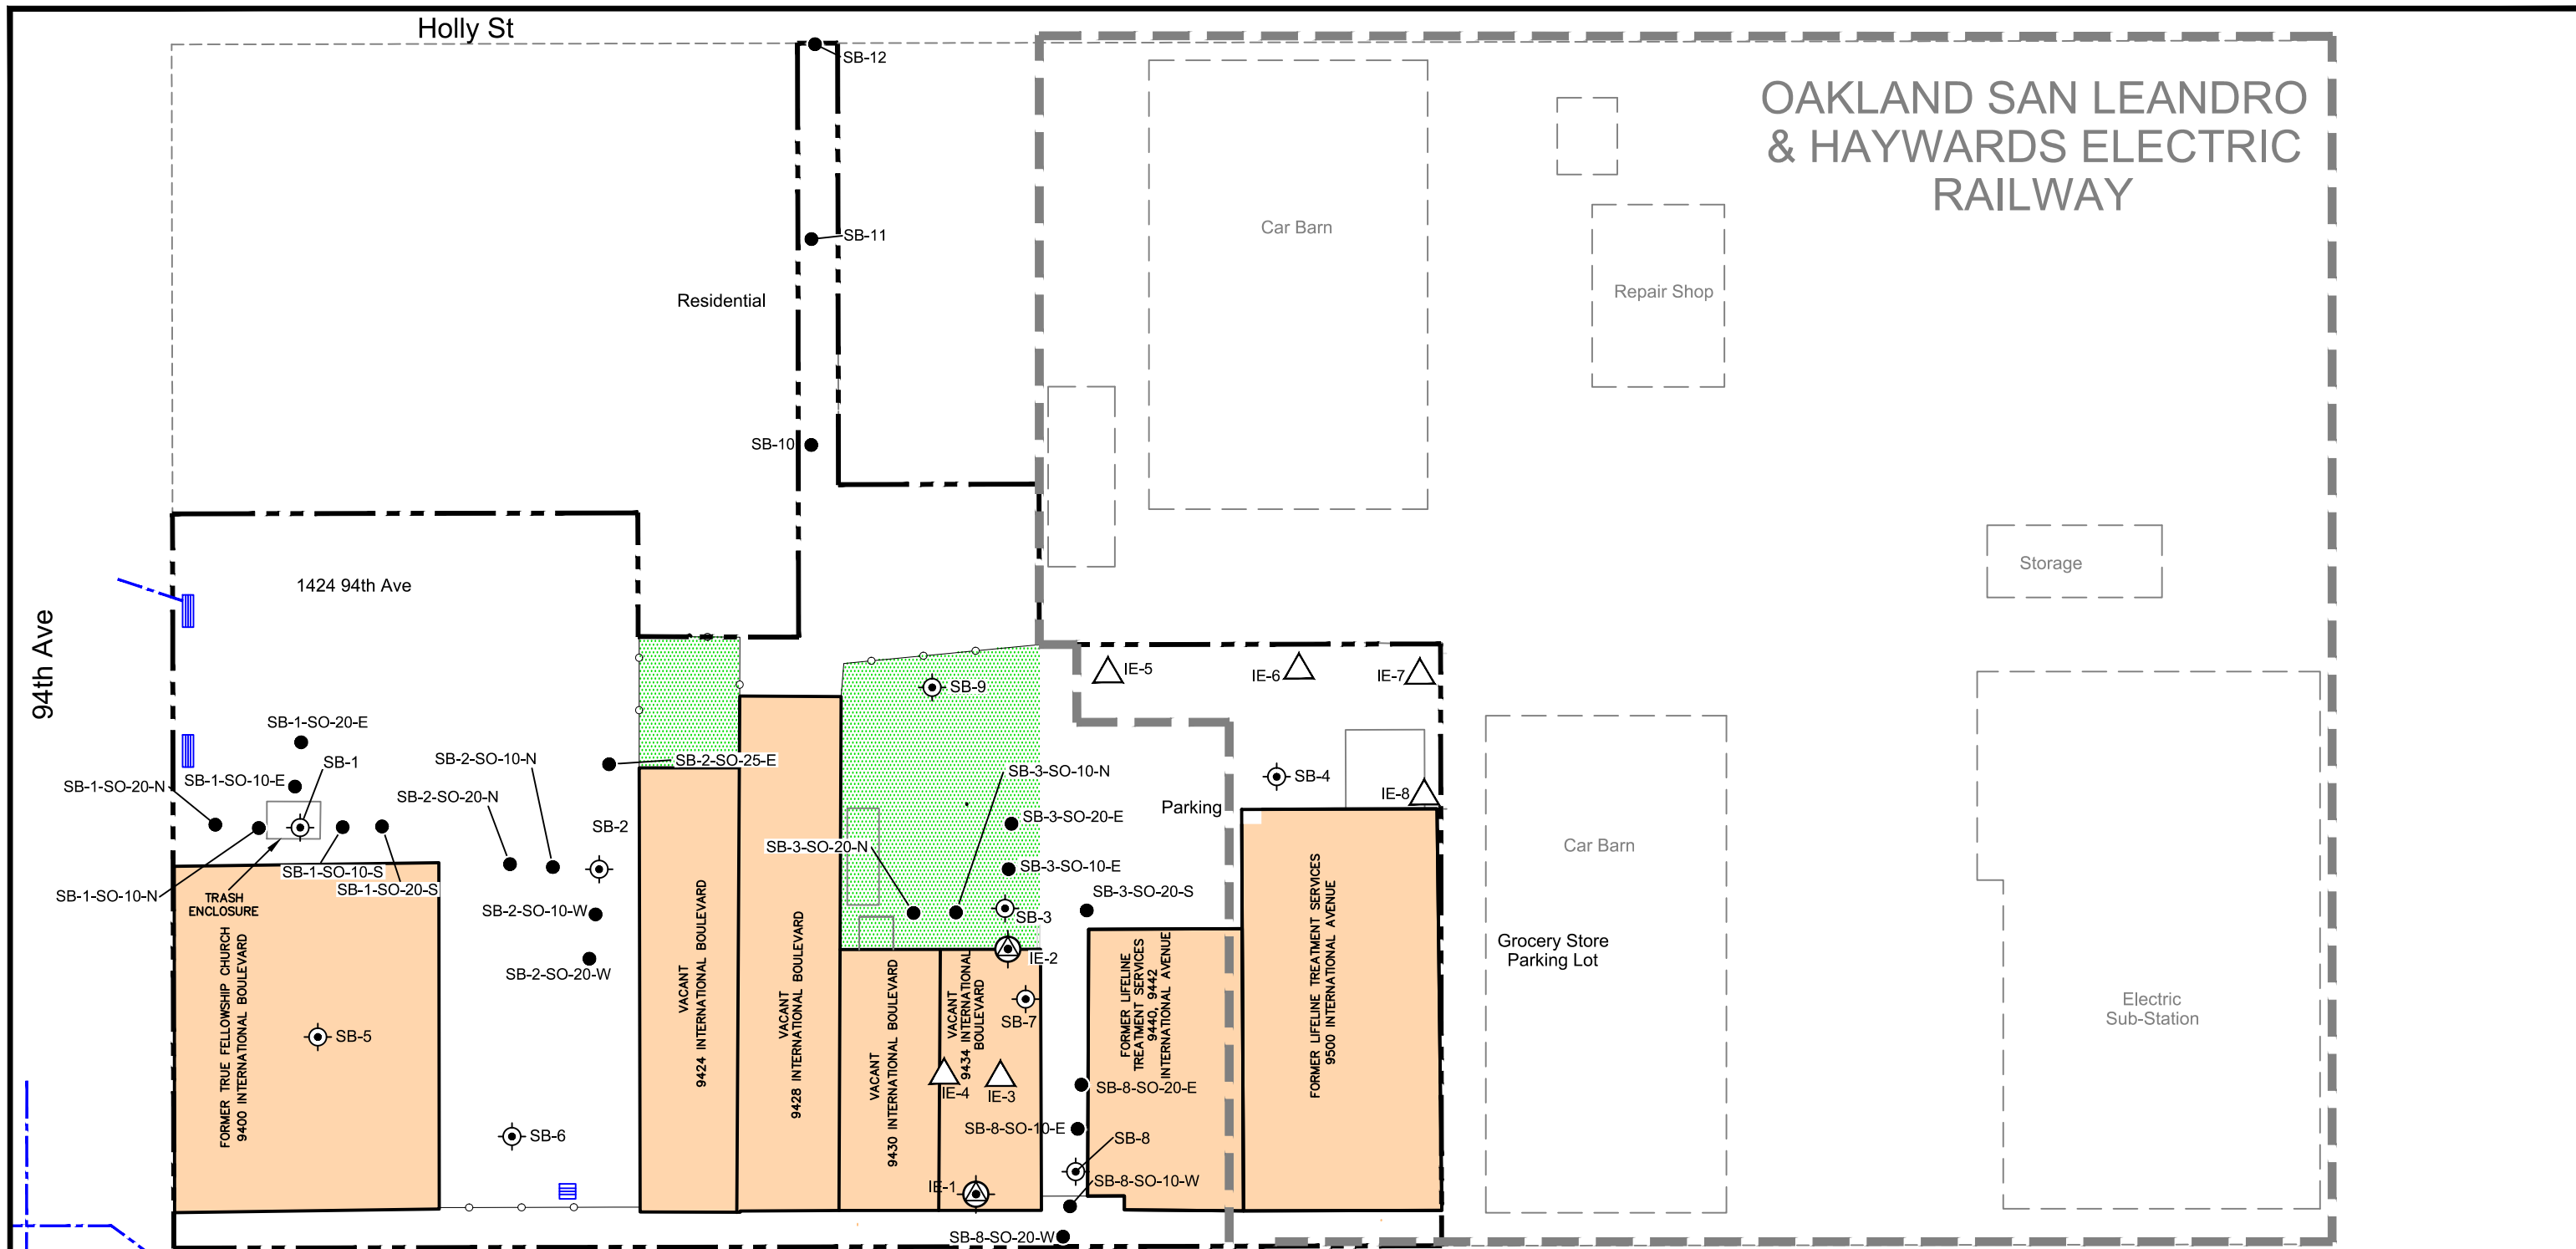 Holly St
SB-12
OAKLAND SAN LEANDRO
& HAYWARDS ELECTRIC
RAILWAY
Car Barn
SB-11
Repair Shop
Residential
SB-10
Storage
1424 94th Ave
94th Ave
IE-5
IE-6
IE-7
SB-9
SB-1-SO-20-E
SB-2-SO-10-N
SB-2-SO-25-E
SB-1
SB-3-SO-10-N
SB-4
SB-1-SO-20-N
SB-1-SO-10-E
SB-2-SO-20-N
IE-8
Parking
SB-3-SO-20-E
SB-2
SB-3-SO-20-N
Car Barn
SB-3-SO-10-E
SB-1-SO-10-S
SB-1-SO-20-S
SB-3-SO-20-S
SB-1-SO-10-N
TRASH
ENCLOSURE
SB-2-SO-10-W
SB-3
Grocery Store
Parking Lot
IE-2
SB-2-SO-20-W
FORMER TRUE FELLOWSHIP CHURCH
9400 INTERNATIONAL BOULEVARD
VACANT
9424 INTERNATIONAL BOULEVARD
VACANT
9428 INTERNATIONAL BOULEVARD
VACANT
9430 INTERNATIONAL BOULEVARD
VACANT
9434 INTERNATIONAL
BOULEVARD
FORMER LIFELINE
TREATMENT SERVICES
9440, 9442
INTERNATIONAL AVENUE
FORMER LIFELINE TREATMENT SERVICES
9500 INTERNATIONAL AVENUE
Electric
Sub-Station
SB-7
SB-5
IE-4
IE-3
SB-8-SO-20-E
SB-8-SO-10-E
SB-6
SB-8
SB-8-SO-10-W
IE-1
SB-8-SO-20-W